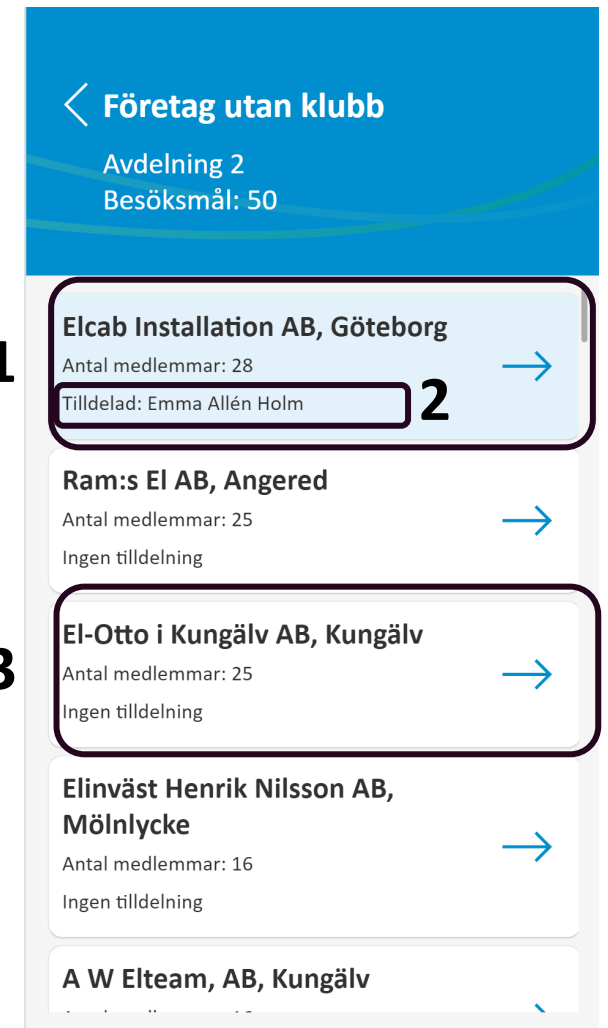 Företag utan klubb
Avdelning 2
Besöksmål: 50
1
Elcab Installation AB, Göteborg
Antal medlemmar: 28
Tilldelad: Emma Allén Holm
2
Ram:s El AB, Angered
Antal medlemmar: 25
Ingen tilldelning
3
El-Otto i Kungälv AB, Kungälv
Antal medlemmar: 25
Ingen tilldelning
Elinväst Henrik Nilsson AB,
Mölnlycke
Antal medlemmar: 16
Ingen tilldelning
A W Elteam, AB, Kungälv